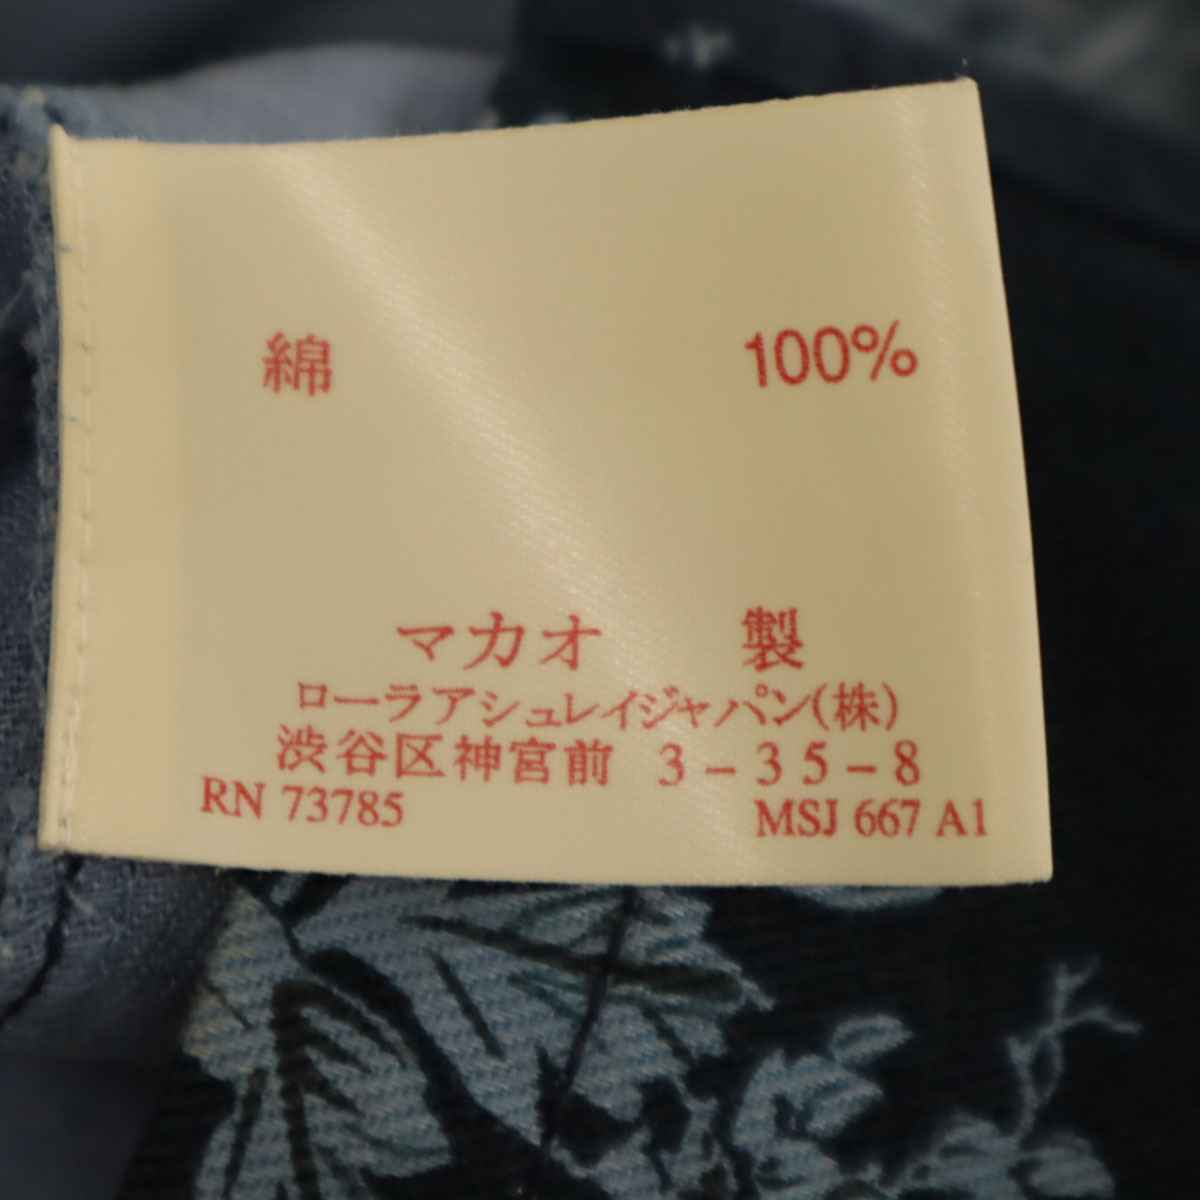 綿 100%
マカオ 製
ローラアシュレイジャパン(株)
渋谷区神宮前 3-35-8
RN 73785 MSJ 667 A1